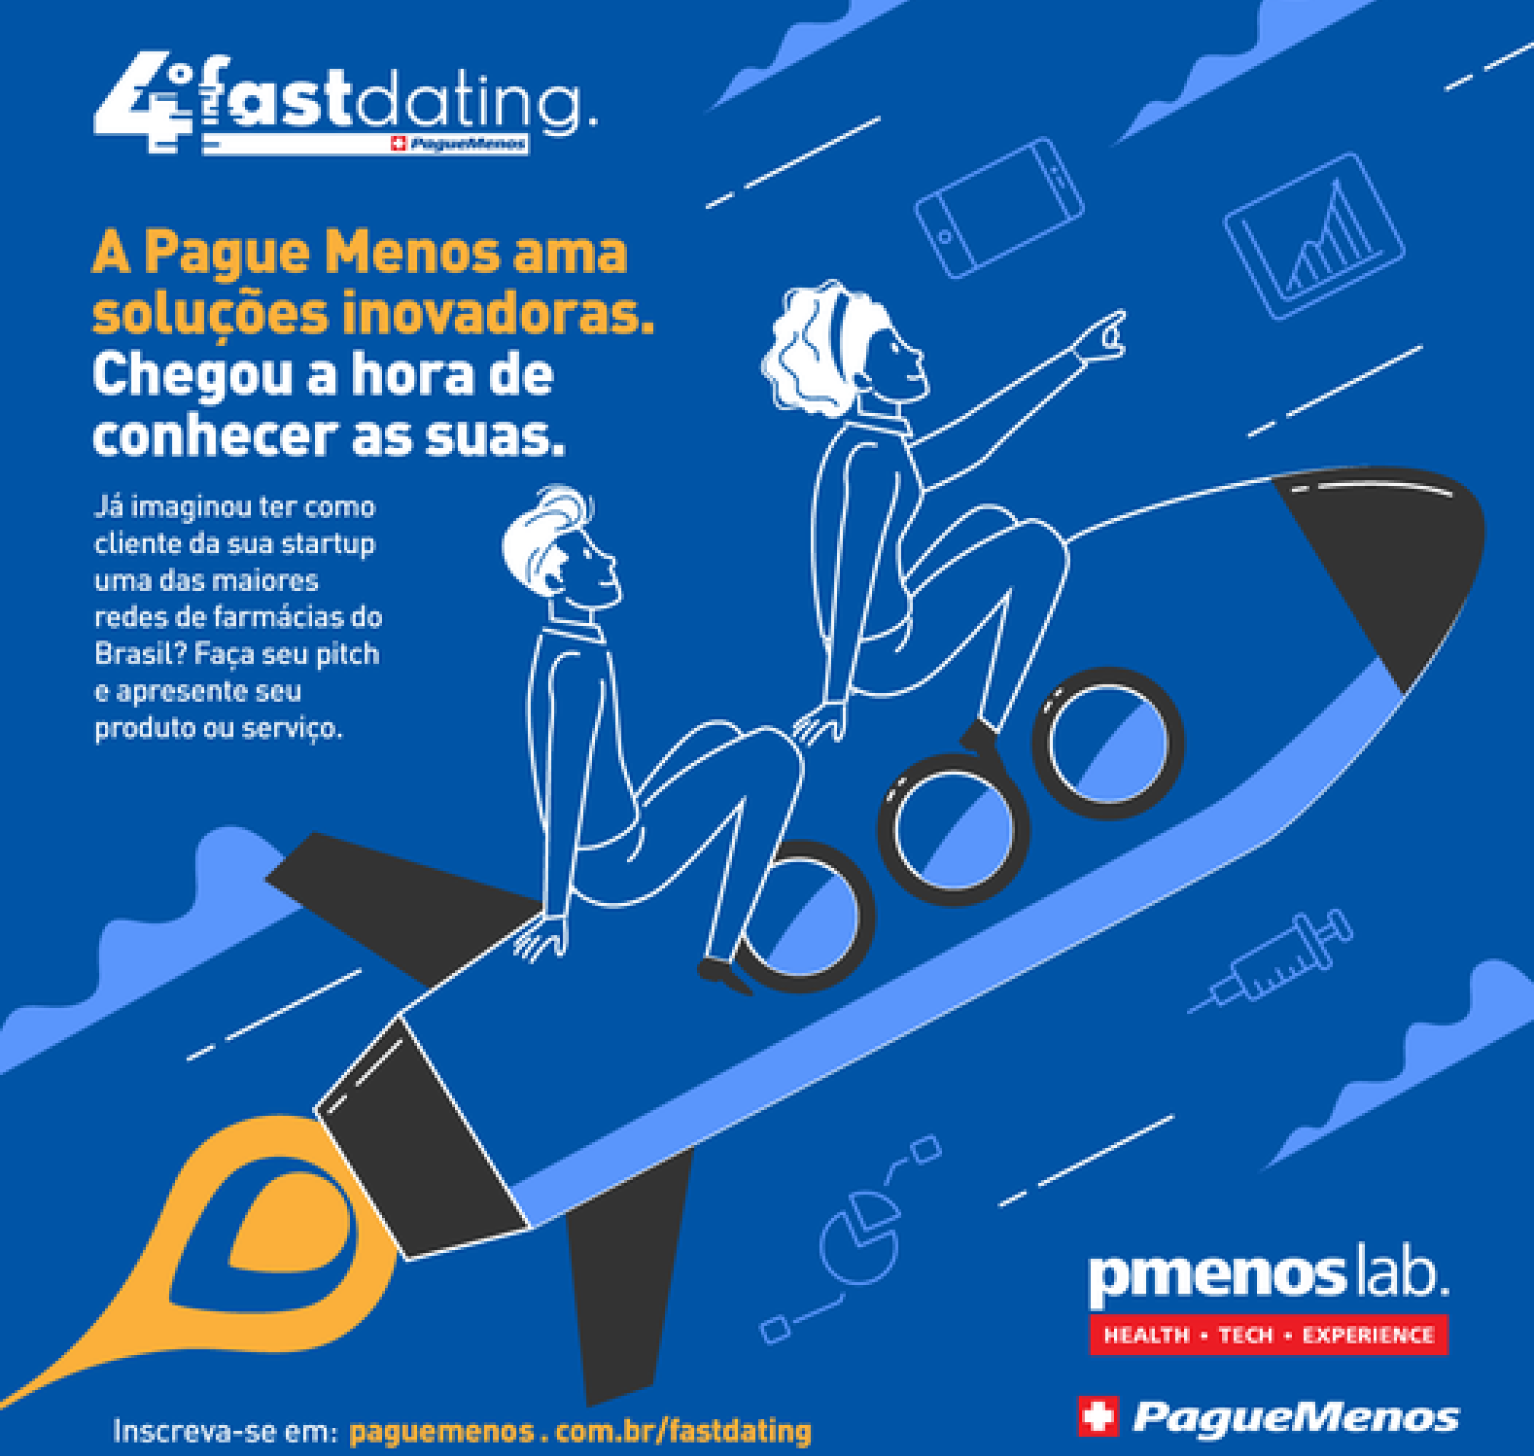 4º fastdating.
PagueMenos
A Pague Menos ama
soluções inovadoras.
Chegou a hora de
conhecer as suas.
Já imaginou ter como
cliente da sua startup
uma das maiores
redes de farmácias do
Brasil? Faça seu pitch
e apresente seu
produto ou serviço.
pmenos lab.
HEALTH • TECH • EXPERIENCE
PagueMenos
Inscreva-se em: paguemenos.com.br/fastdating